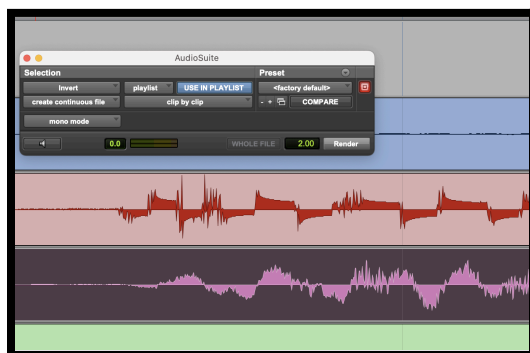 AudioSuite
Selection
Preset
invert
playlist
USE IN PLAYLIST
<factory default>
create continuous file
clip by clip
- +
COMPARE
mono mode
0.0
WHOLE FILE
2.00
Render